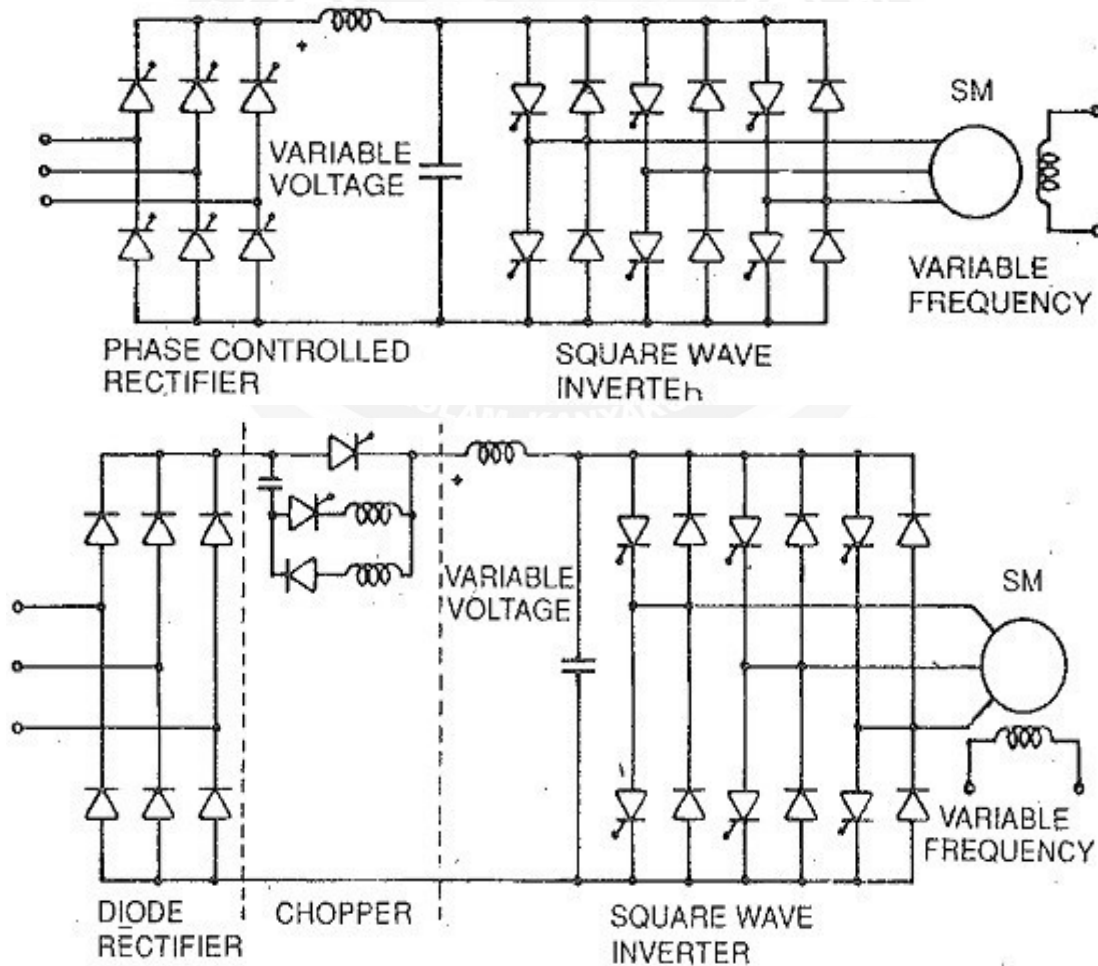 SM
VARIABLE
VOLTAGE
VARIABLE
FREQUENCY
PHASE CONTROLLED
RECTIFIER
SQUARE WAVE
INVERTEh
VARIABLE
VOLTAGE
SM
VARIABLE
FREQUENCY
DIODE
RECTIFIER
CHOPPER
SQUARE WAVE
INVERTER